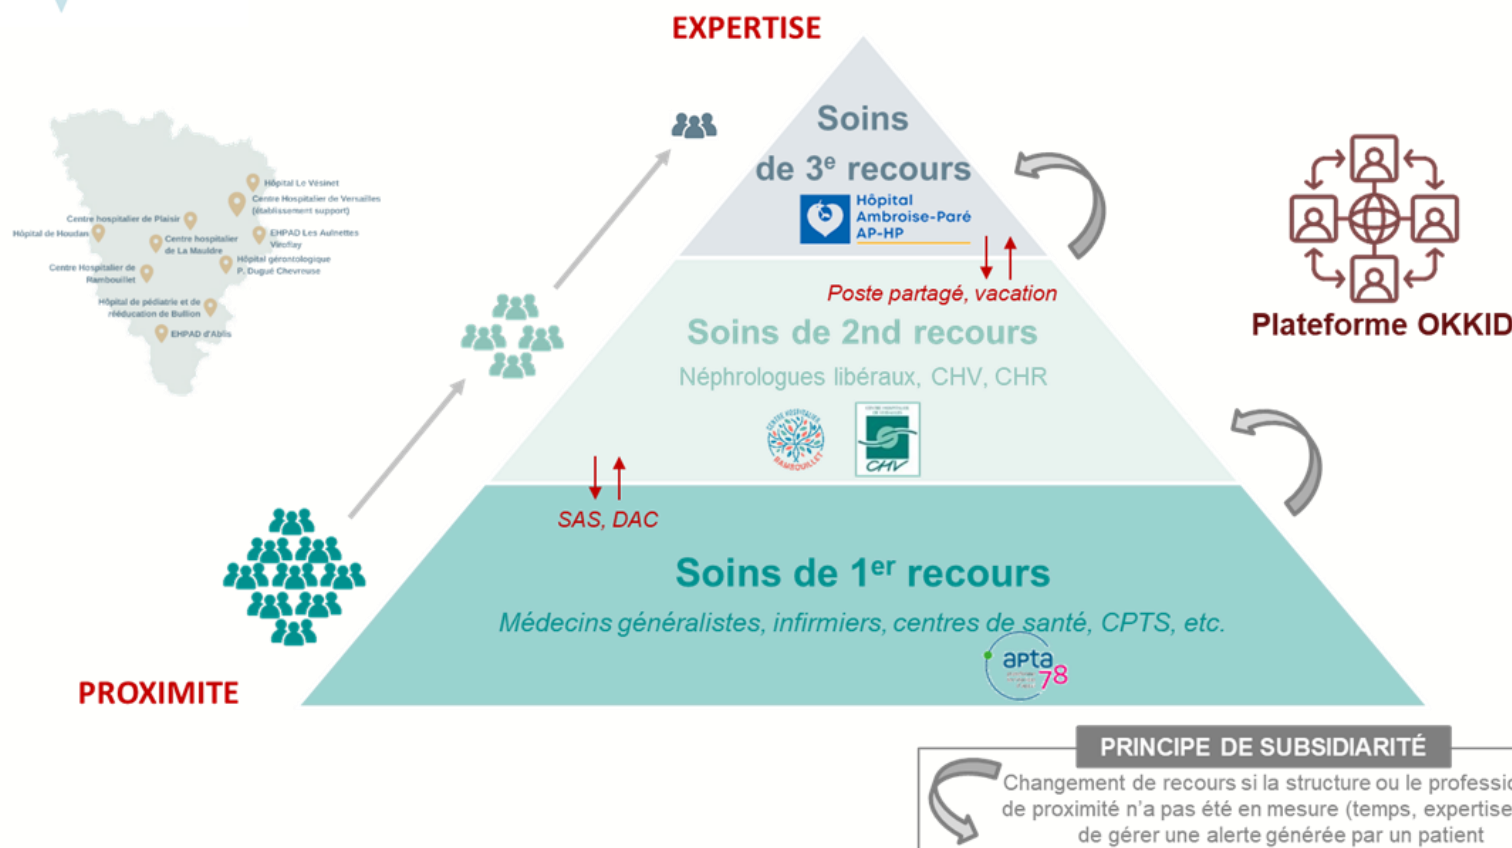 EXPERTISE
Soins
de 3e recours
Hôpital
Ambroise-Paré
AP-HP
Poste partagé, vacation
Soins de 2nd recours
Néphrologues libéraux, CHV, CHR
CENTRE HOSPITALIER
RAMBOUILLET
CHV
SAS, DAC
Soins de 1er recours
Médecins généralistes, infirmiers, centres de santé, CPTS, etc.
apta
78
PROXIMITE
Hôpital Le Vésinet
Centre Hospitalier de Versailles
(établissement support)
Centre hospitalier de Plaisir
Hôpital de Houdan
EHPAD Les Aulnettes
Viroflay
Centre hospitalier
de La Mauldre
Hôpital gérontologique
P. Dugué Chevreuse
Centre Hospitalier de
Rambouillet
Hôpital de pédiatrie et de
rééducation de Bullion
EHPAD d'Ablis
Plateforme OKKID
PRINCIPE DE SUBSIDIARITÉ
Changement de recours si la structure ou le professio
de proximité n'a pas été en mesure (temps, expertise
de gérer une alerte générée par un patient